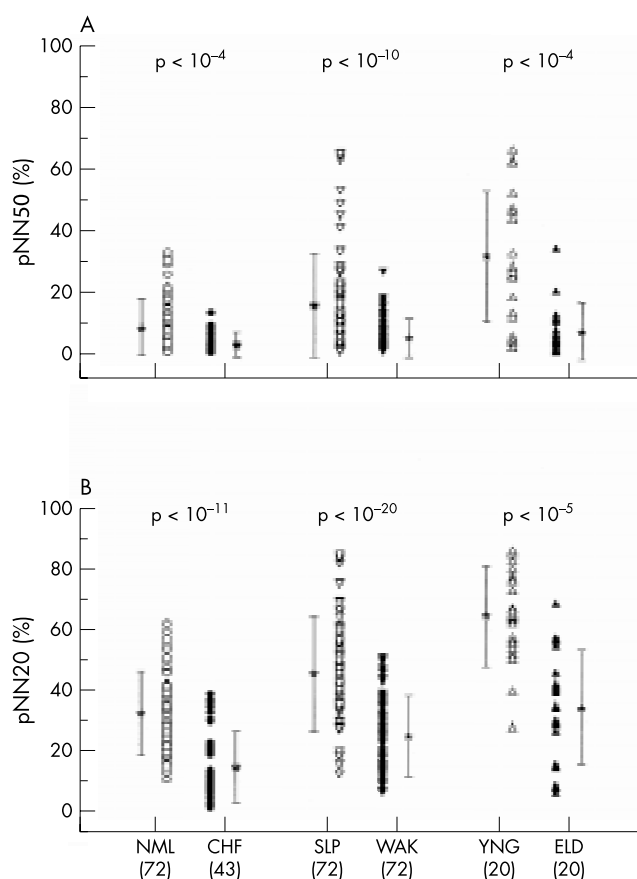 A
100
p < 10⁻⁴ p < 10⁻¹⁰ p < 10⁻⁴
80
60
pNN50 (%)
40
20
0
B
100
p < 10⁻¹¹ p < 10⁻²⁰ p < 10⁻⁵
80
60
pNN20 (%)
40
20
0
NML CHF SLP WAK YNG ELD
(72) (43) (72) (72) (20) (20)